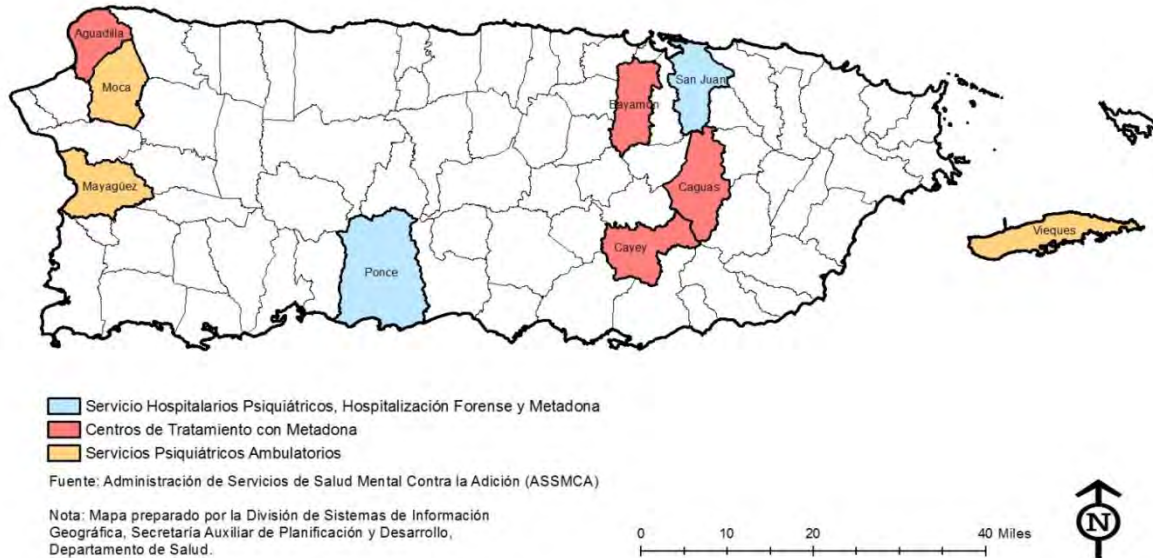 Aguadilla
Moca
San Juan
Bayamón
Mayagüez
Caguas
Vieques
Cayey
Ponce
Servicio Hospitalarios Psiquiátricos, Hospitalización Forense y Metadona
Centros de Tratamiento con Metadona
Servicios Psiquiátricos Ambulatorios
Fuente: Administración de Servicios de Salud Mental Contra la Adición (ASSMCA)
Nota: Mapa preparado por la División de Sistemas de Información
Geográfica, Secretaría Auxiliar de Planificación y Desarrollo,
Departamento de Salud.
0 10 20 40 Miles
N